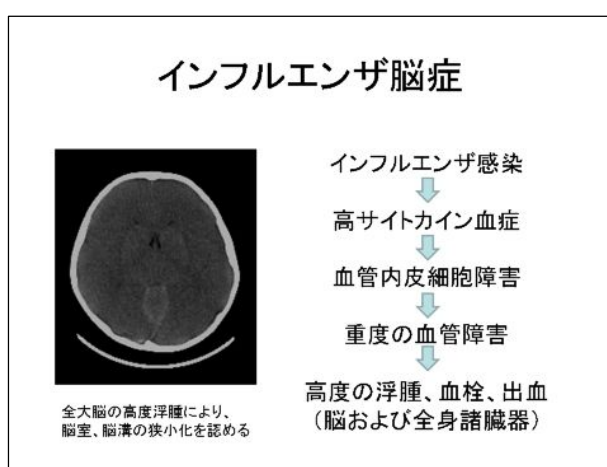 インフルエンザ脳症
インフルエンザ感染
高サイトカイン血症
血管内皮細胞障害
重度の血管障害
高度の浮腫、血栓、出血
(脳および全身諸臓器)
全大脳の高度浮腫により、
脳室、脳溝の狭小化を認める